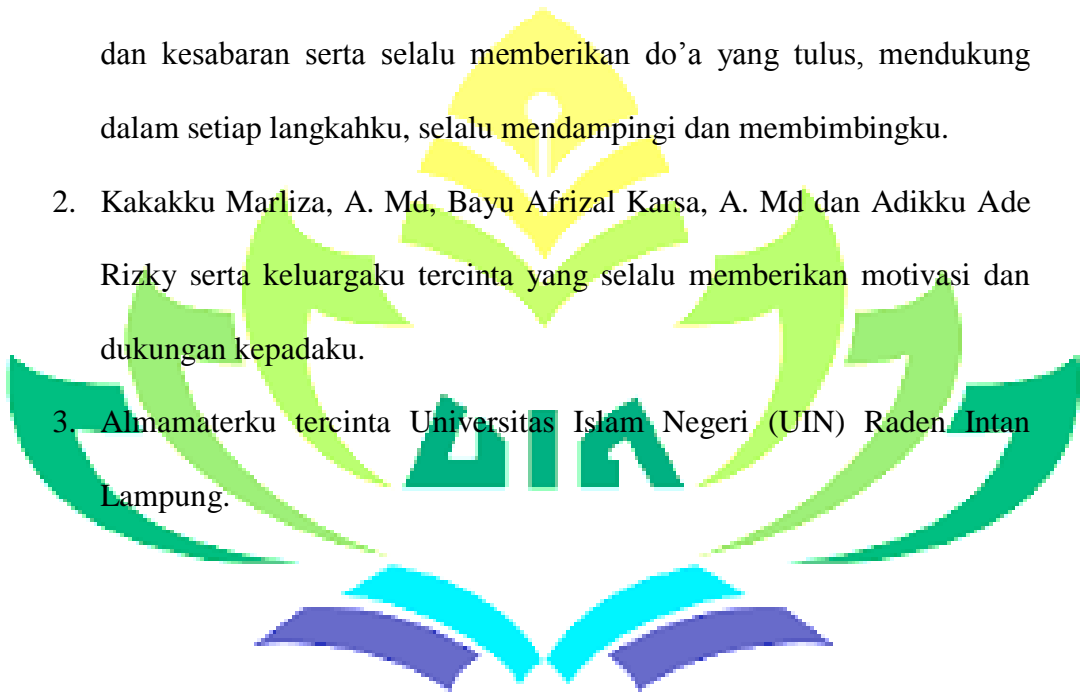 dan kesabaran serta selalu memberikan do’a yang tulus, mendukung
dalam setiap langkahku, selalu mendampingi dan membimbingku.
2. Kakakku Marliza, A. Md, Bayu Afrizal Karsa, A. Md dan Adikku Ade
Rizky serta keluargaku tercinta yang selalu memberikan motivasi dan
dukungan kepadaku.
3. Almamaterku tercinta Universitas Islam Negeri (UIN) Raden Intan
Lampung.
UIN